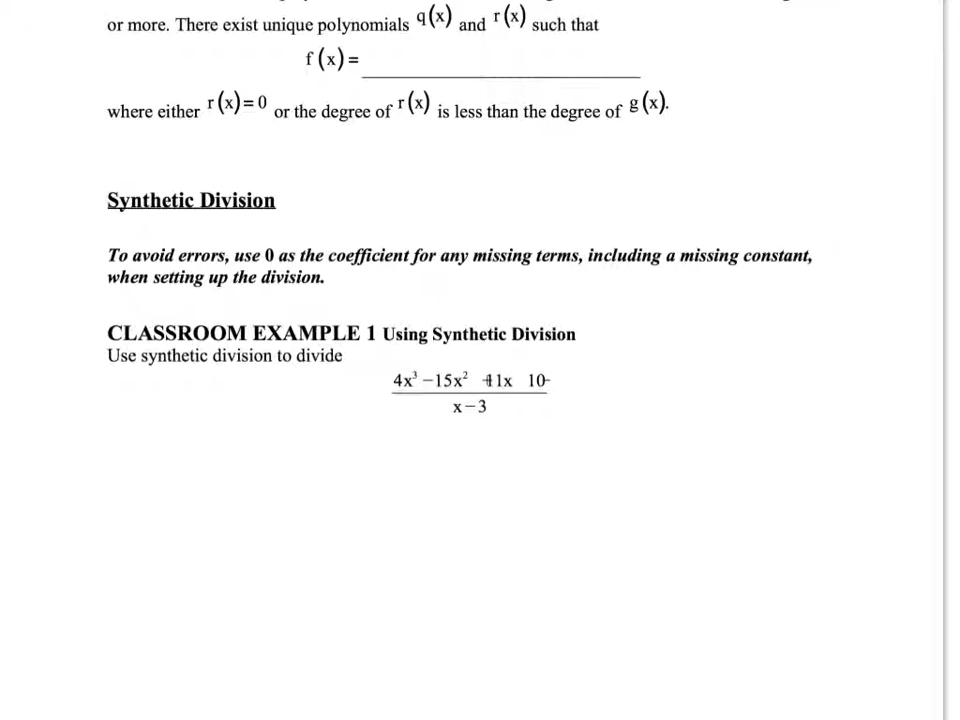 or more. There exist unique polynomials q(x) and r(x) such that
f(x)= ____________________
where either r(x)=0 or the degree of r(x) is less than the degree of g(x).
Synthetic Division
To avoid errors, use 0 as the coefficient for any missing terms, including a missing constant,
when setting up the division.
CLASSROOM EXAMPLE 1 Using Synthetic Division
Use synthetic division to divide
4x³ −15x² +11x 10-
x−3